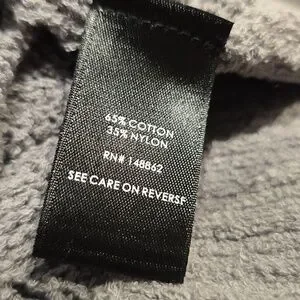 65% COTTON
35% NYLON
RN# 148862
SEE CARE ON REVERSE